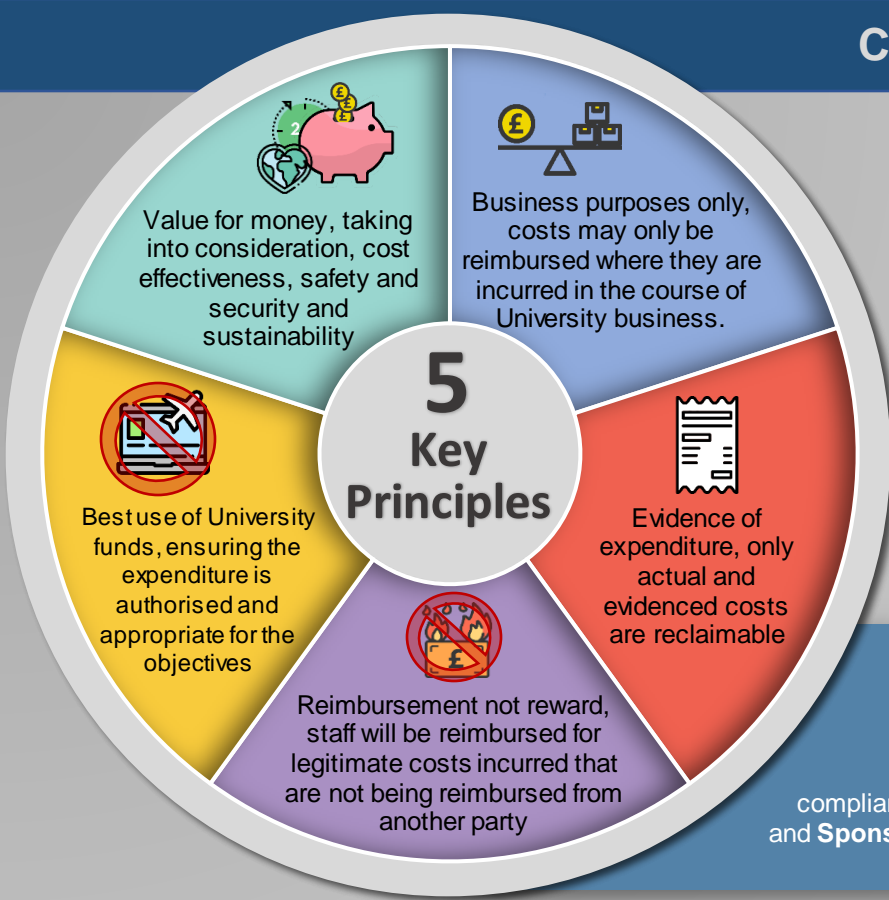 C
2
£
£
£
£
Value for money, taking
into consideration, cost
effectiveness, safety and
security and
sustainability
Business purposes only,
costs may only be
reimbursed where they are
incurred in the course of
University business.
5
Key
Principles
Best use of University
funds, ensuring the
expenditure is
authorised and
appropriate for the
objectives
Evidence of
expenditure, only
actual and
evidenced costs
are reclaimable
£
Reimbursement not reward,
staff will be reimbursed for
legitimate costs incurred that
are not being reimbursed from
another party
complian
and Spons